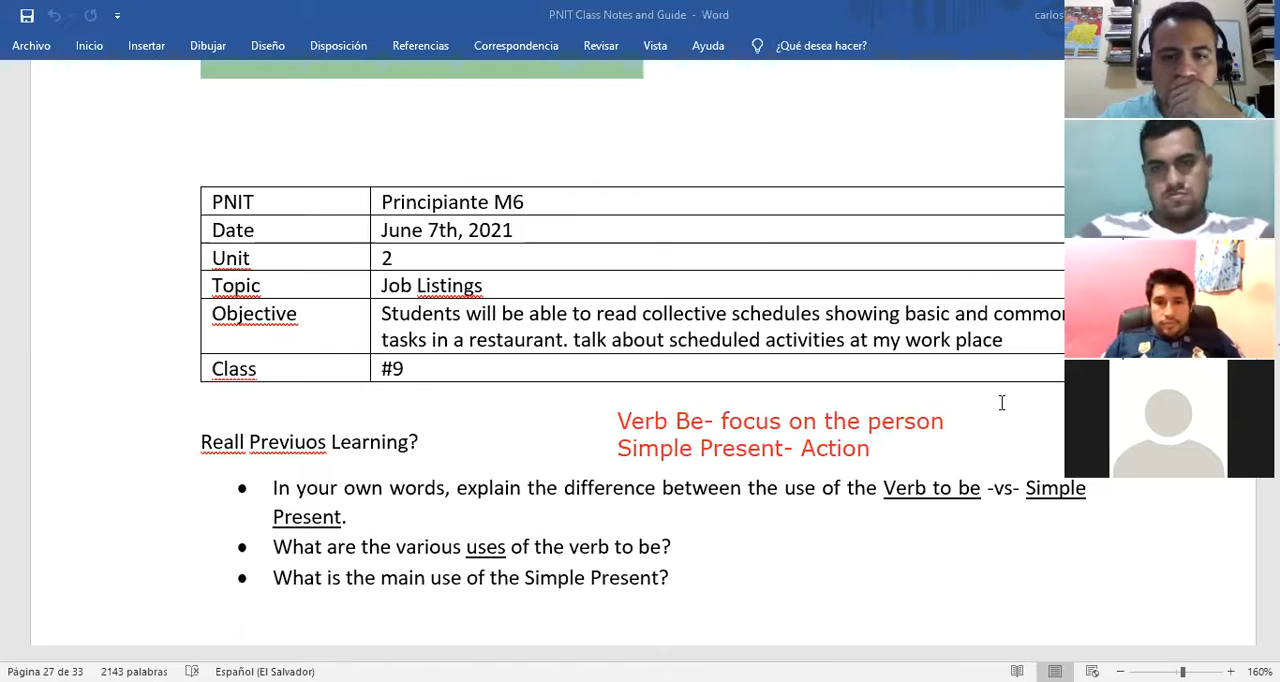 PNIT Class Notes and Guide - Word
carlos
Archivo Inicio Insertar Dibujar Diseño Disposición Referencias Correspondencia Revisar Vista Ayuda ¿Qué desea hacer?
PNIT Principiante M6
Date June 7th, 2021
Unit 2
Topic Job Listings
Objective Students will be able to read collective schedules showing basic and common
tasks in a restaurant. talk about scheduled activities at my work place
Class #9
Verb Be- focus on the person
Simple Present- Action
Reall Previuos Learning?
• In your own words, explain the difference between the use of the Verb to be -vs- Simple
Present.
• What are the various uses of the verb to be?
• What is the main use of the Simple Present?
Página 27 de 33 2143 palabras Español (El Salvador) 160%